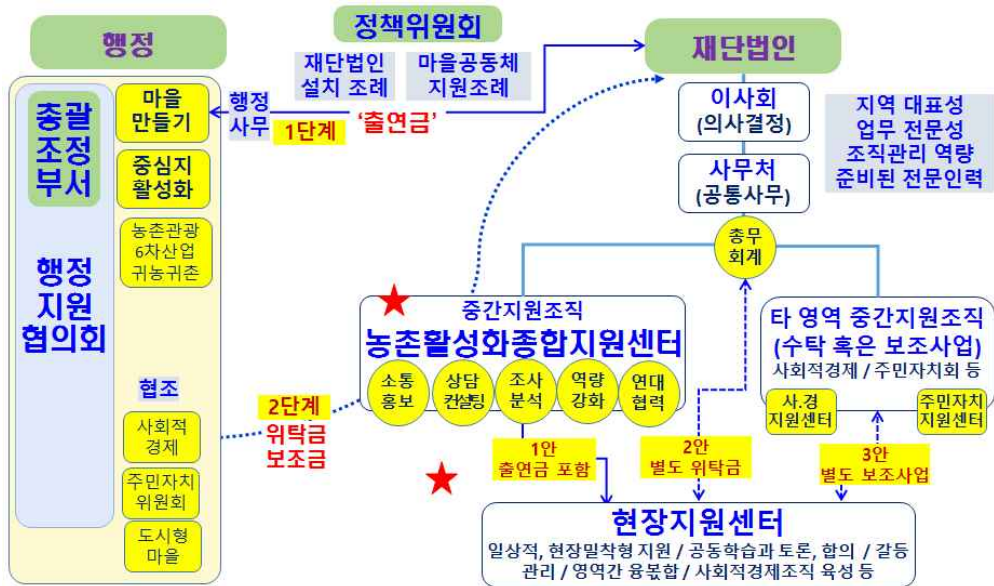 행정
정책위원회
재단법인
재단법인
설치 조례
마을공동체
지원조례
총괄
조정
부서
행정
지원
협의회
마을
만들기
중심지
활성화
농촌관광
6차산업
귀농귀촌
협조
사회적
경제
주민자치
위원회
도시형
마을
행정
사무
1단계
'출연금'
이사회
(의사결정)
사무처
(공통사무)
총무
회계
지역 대표성
업무 전문성
조직관리 역량
준비된 전문인력
2단계
위탁금
보조금
중간지원조직
농촌활성화종합지원센터
소통
홍보
상담
컨설팅
조사
분석
역량
강화
연대
협력
타 영역 중간지원조직
(수탁 혹은 보조사업)
사회적경제 / 주민자치회 등
사.경
지원센터
주민자치
지원센터
1안
출연금 포함
2안
별도 위탁금
3안
별도 보조사업
현장지원센터
일상적, 현장밀착형 지원 / 공동학습과 토론, 합의 / 갈등
관리 / 영역간 융복합 / 사회적경제조직 육성 등